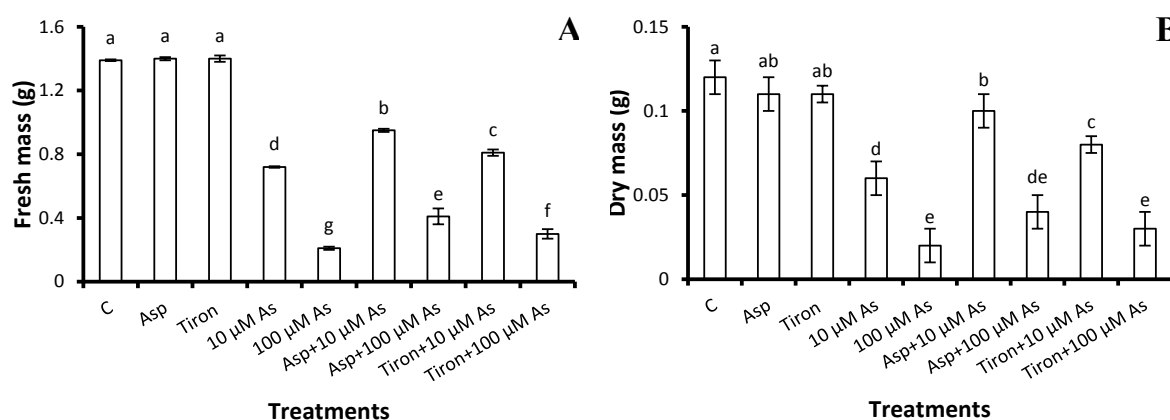 A
Fresh mass (g)
1.6
1.2
0.8
0.4
0
a
a
a
d
g
b
e
c
f
C
Asp
Tiron
10 µM As
100 µM As
Asp+10 µM As
Asp+100 µM As
Tiron+10 µM As
Tiron+100 µM As
Treatments
B
Dry mass (g)
0.15
0.1
0.05
0
a
ab
ab
d
e
b
de
c
e
C
Asp
Tiron
10 µM As
100 µM As
Asp+10 µM As
Asp+100 µM As
Tiron+10 µM As
Tiron+100 µM As
Treatments